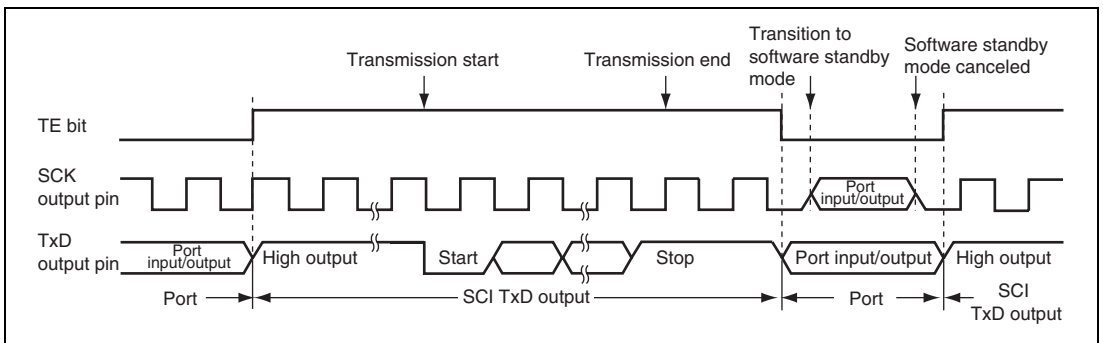 Transmission start
Transmission end
Transition to
software standby
mode
Software standby
mode canceled
TE bit
SCK
output pin
Port
input/output
TxD
output pin
Port
input/output
High output
Start
Stop
Port input/output
High output
Port
SCI TxD output
Port
SCI
TxD output